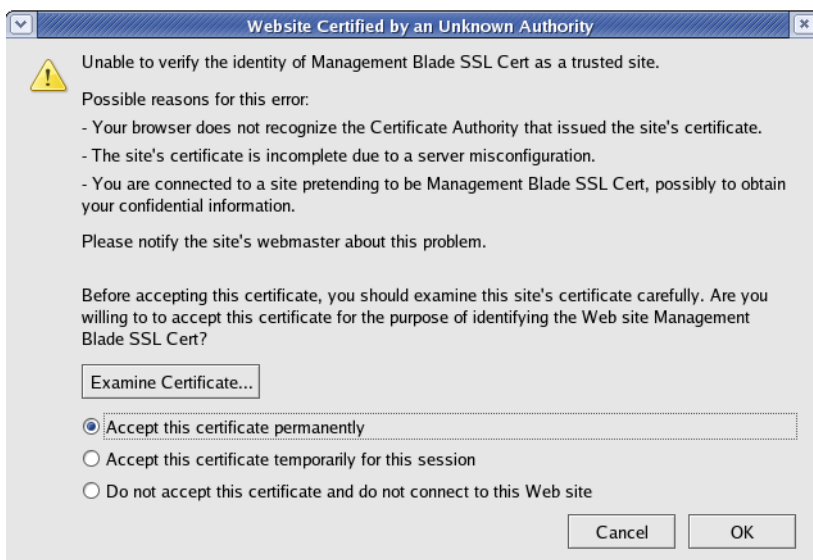 Website Certified by an Unknown Authority
Unable to verify the identity of Management Blade SSL Cert as a trusted site.
Possible reasons for this error:
- Your browser does not recognize the Certificate Authority that issued the site's certificate.
- The site's certificate is incomplete due to a server misconfiguration.
- You are connected to a site pretending to be Management Blade SSL Cert, possibly to obtain
your confidential information.
Please notify the site's webmaster about this problem.
Before accepting this certificate, you should examine this site's certificate carefully. Are you
willing to to accept this certificate for the purpose of identifying the Web site Management
Blade SSL Cert?
Examine Certificate...
Accept this certificate permanently
Accept this certificate temporarily for this session
Do not accept this certificate and do not connect to this Web site
Cancel OK